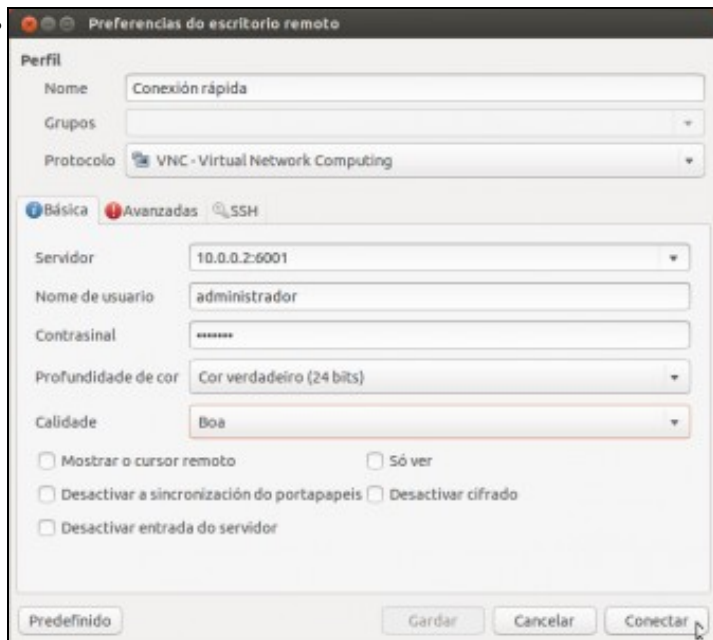 Preferencias do escritorio remoto
Perfil
Nome Conexión rápida
Grupos
Protocolo VNC - Virtual Network Computing
Básica Avanzadas SSH
Servidor 10.0.0.2:6001
Nome de usuario administrador
Contrasinal •••••••
Profundidade de cor Cor verdadeiro (24 bits)
Calidade Boa
Mostrar o cursor remoto Só ver
Desactivar a sincronización do portapapeis Desactivar cifrado
Desactivar entrada do servidor
Predefinido Gardar Cancelar Conectar